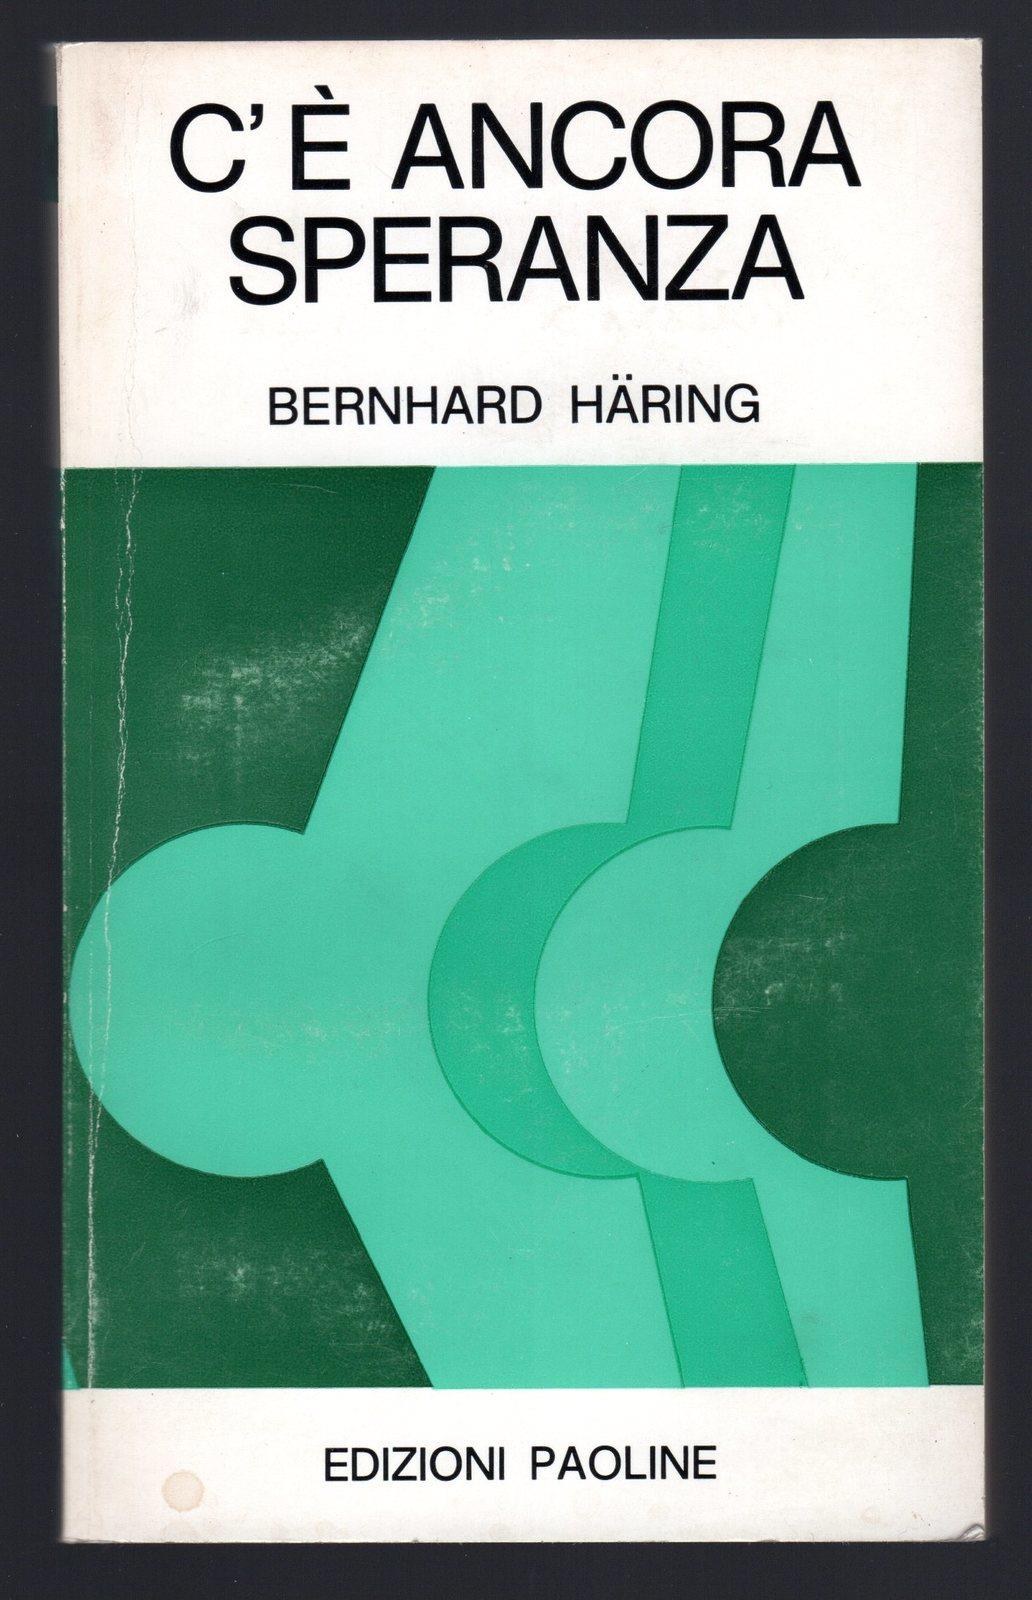 C'È ANCORA
SPERANZA
BERNHARD HÄRING
EDIZIONI PAOLINE